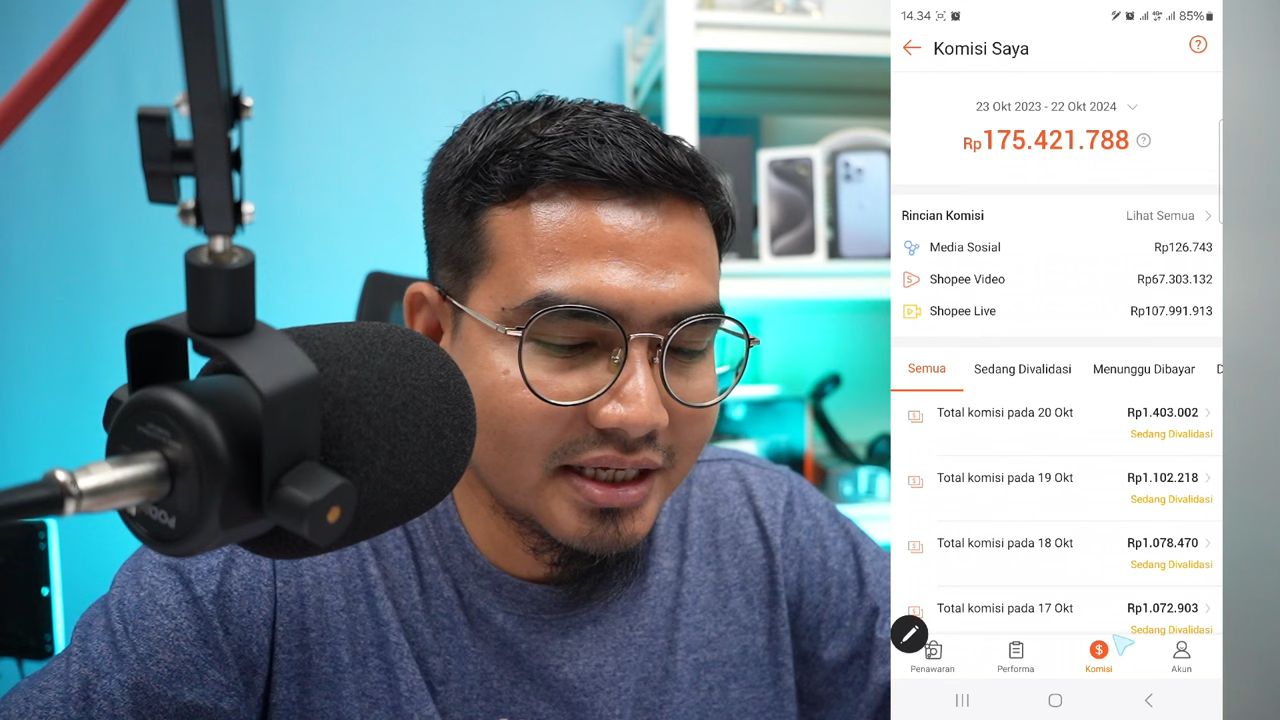 14.34 85%
Komisi Saya
23 Okt 2023 - 22 Okt 2024
Rp175.421.788
Rincian Komisi Lihat Semua
Media Sosial Rp126.743
Shopee Video Rp67.303.132
Shopee Live Rp107.991.913
Semua Sedang Divalidasi Menunggu Dibayar D
Total komisi pada 20 Okt Rp1.403.002
Sedang Divalidasi
Total komisi pada 19 Okt Rp1.102.218
Sedang Divalidasi
Total komisi pada 18 Okt Rp1.078.470
Sedang Divalidasi
Total komisi pada 17 Okt Rp1.072.903
Sedang Divalidasi
Penawaran Performa Komisi Akun